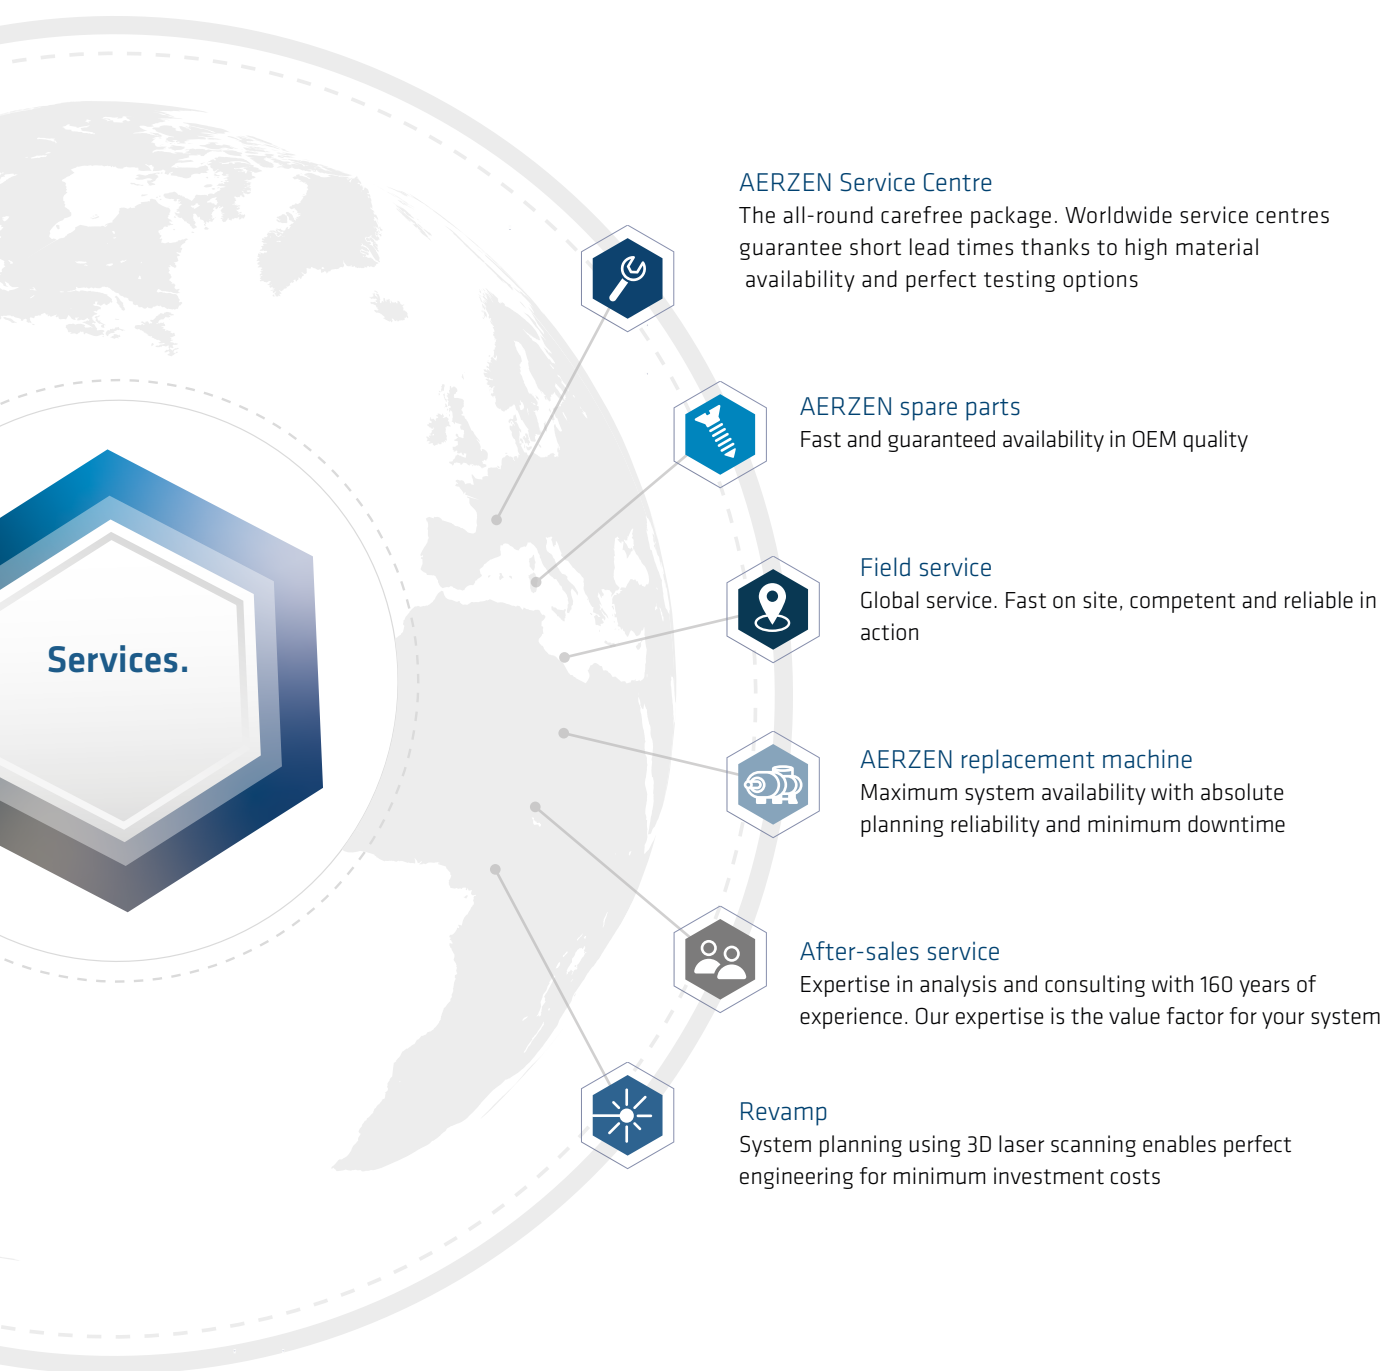 Services.
AERZEN Service Centre
The all-round carefree package. Worldwide service centres
guarantee short lead times thanks to high material
availability and perfect testing options
AERZEN spare parts
Fast and guaranteed availability in OEM quality
Field service
Global service. Fast on site, competent and reliable in
action
AERZEN replacement machine
Maximum system availability with absolute
planning reliability and minimum downtime
After-sales service
Expertise in analysis and consulting with 160 years of
experience. Our expertise is the value factor for your system
Revamp
System planning using 3D laser scanning enables perfect
engineering for minimum investment costs